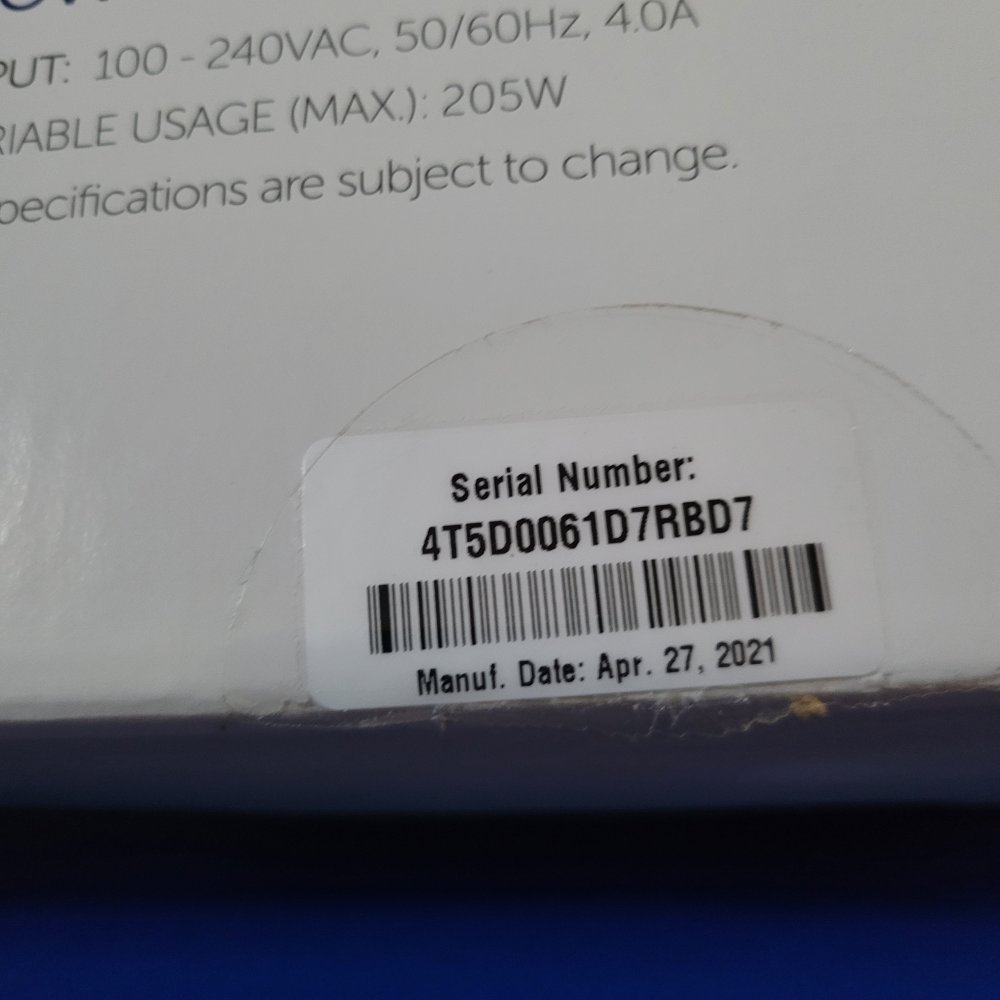 PUT: 100 - 240VAC, 50/60Hz, 4.0A
RIABLE USAGE (MAX.): 205W
pecifications are subject to change.
Serial Number:
4T5D0061D7RBD7
Manuf. Date: Apr. 27, 2021